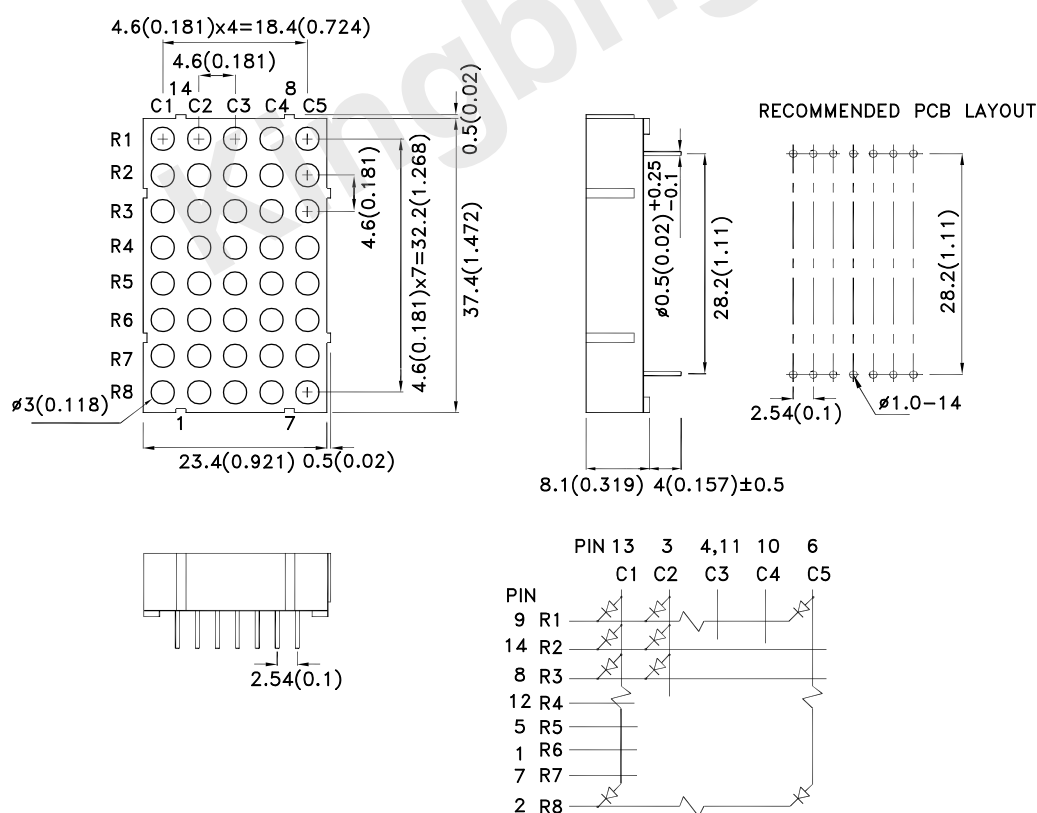 4.6(0.181)x4=18.4(0.724)
4.6(0.181)
14 8
C1 C2 C3 C4 C5
R1
R2
R3
R4
R5
R6
R7
R8
4.6(0.181)
4.6(0.181)x7=32.2(1.268)
0.5(0.02)
37.4(1.472)
ø3(0.118)
1 7
23.4(0.921) 0.5(0.02)
ø0.5(0.02) +0.25 -0.1
28.2(1.11)
8.1(0.319) 4(0.157)±0.5
RECOMMENDED PCB LAYOUT
28.2(1.11)
2.54(0.1)
ø1.0-14
2.54(0.1)
PIN 13 3 4,11 10 6
C1 C2 C3 C4 C5
PIN
9 R1
14 R2
8 R3
12 R4
5 R5
1 R6
7 R7
2 R8